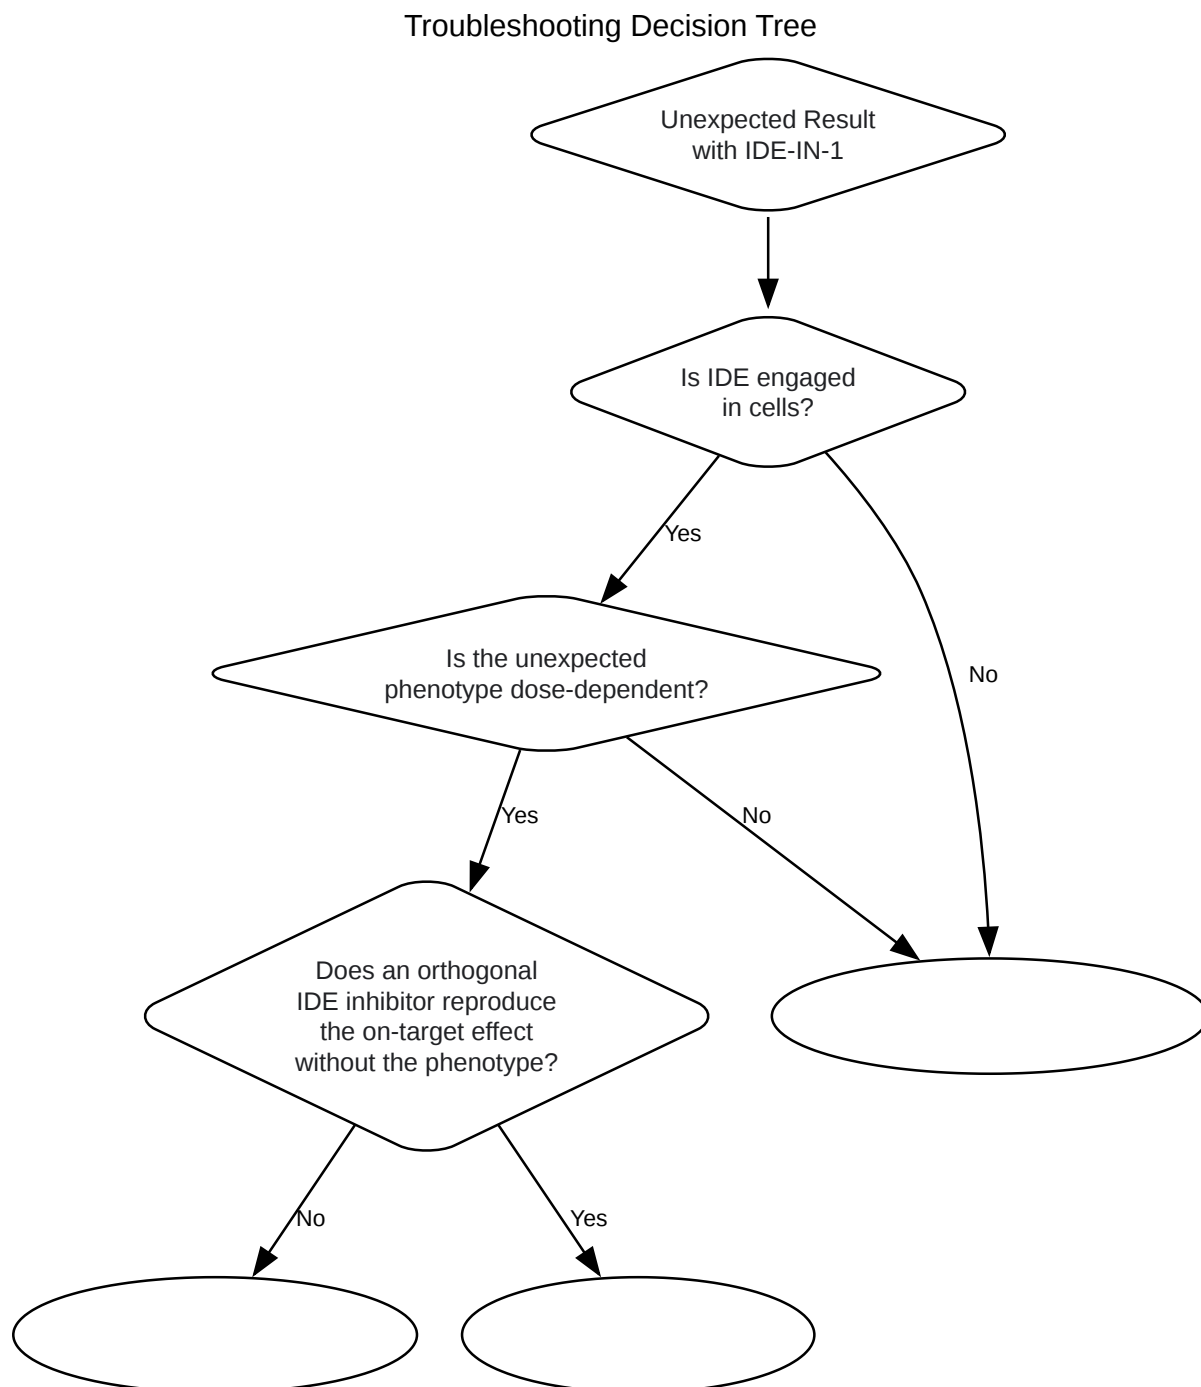 Troubleshooting Decision Tree
Unexpected Result
with IDE-IN-1
Is IDE engaged
in cells?
Yes
No
Is the unexpected
phenotype dose-dependent?
Yes
No
Does an orthogonal
IDE inhibitor reproduce
the on-target effect
without the phenotype?
No
Yes